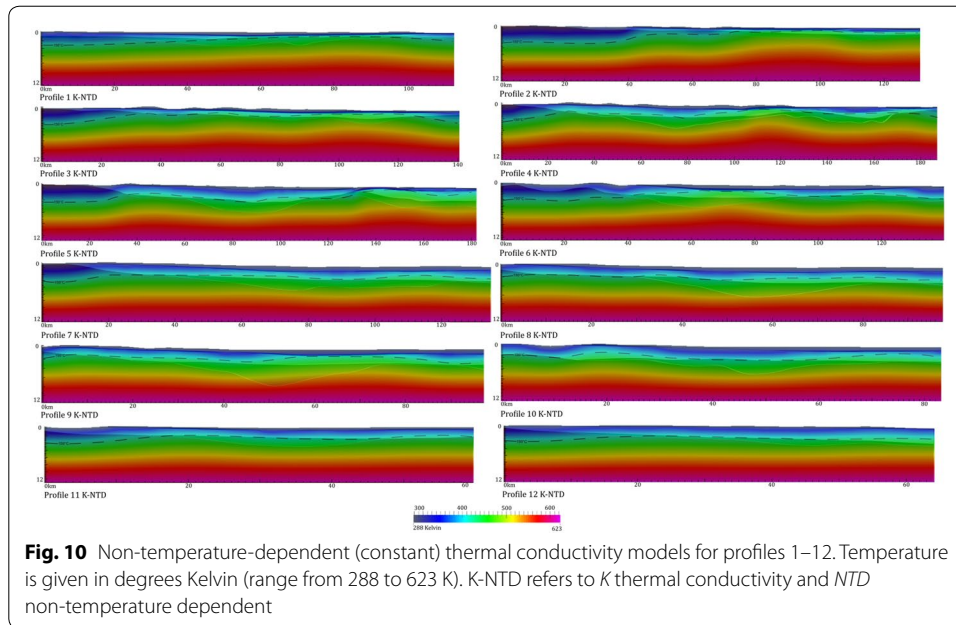 0
12
0km 20 40 60 80 100
Profile 1 K-NTD
0
12
0km 20 40 60 80 100 120
Profile 2 K-NTD
0
12
0km 20 40 60 80 100 120 140
Profile 3 K-NTD
0
12
0km 20 40 60 80 100 120 140 160 180
Profile 4 K-NTD
0
12
0km 20 40 60 80 100 120 140 160 180
Profile 5 K-NTD
0
12
0km 20 40 60 80 100 120
Profile 6 K-NTD
0
12
0km 20 40 60 80 100 120
Profile 7 K-NTD
0
12
0km 20 40 60 80
Profile 8 K-NTD
0
12
0km 20 40 60 80
Profile 9 K-NTD
0
12
0km 20 40 60 80
Profile 10 K-NTD
0
12
0km 20 40 60
Profile 11 K-NTD
0
12
0km 20 40 60
Profile 12 K-NTD
300 400 500 600
288 Kelvin 623
Fig. 10 Non-temperature-dependent (constant) thermal conductivity models for profiles 1–12. Temperature
is given in degrees Kelvin (range from 288 to 623 K). K-NTD refers to K thermal conductivity and NTD
non-temperature dependent